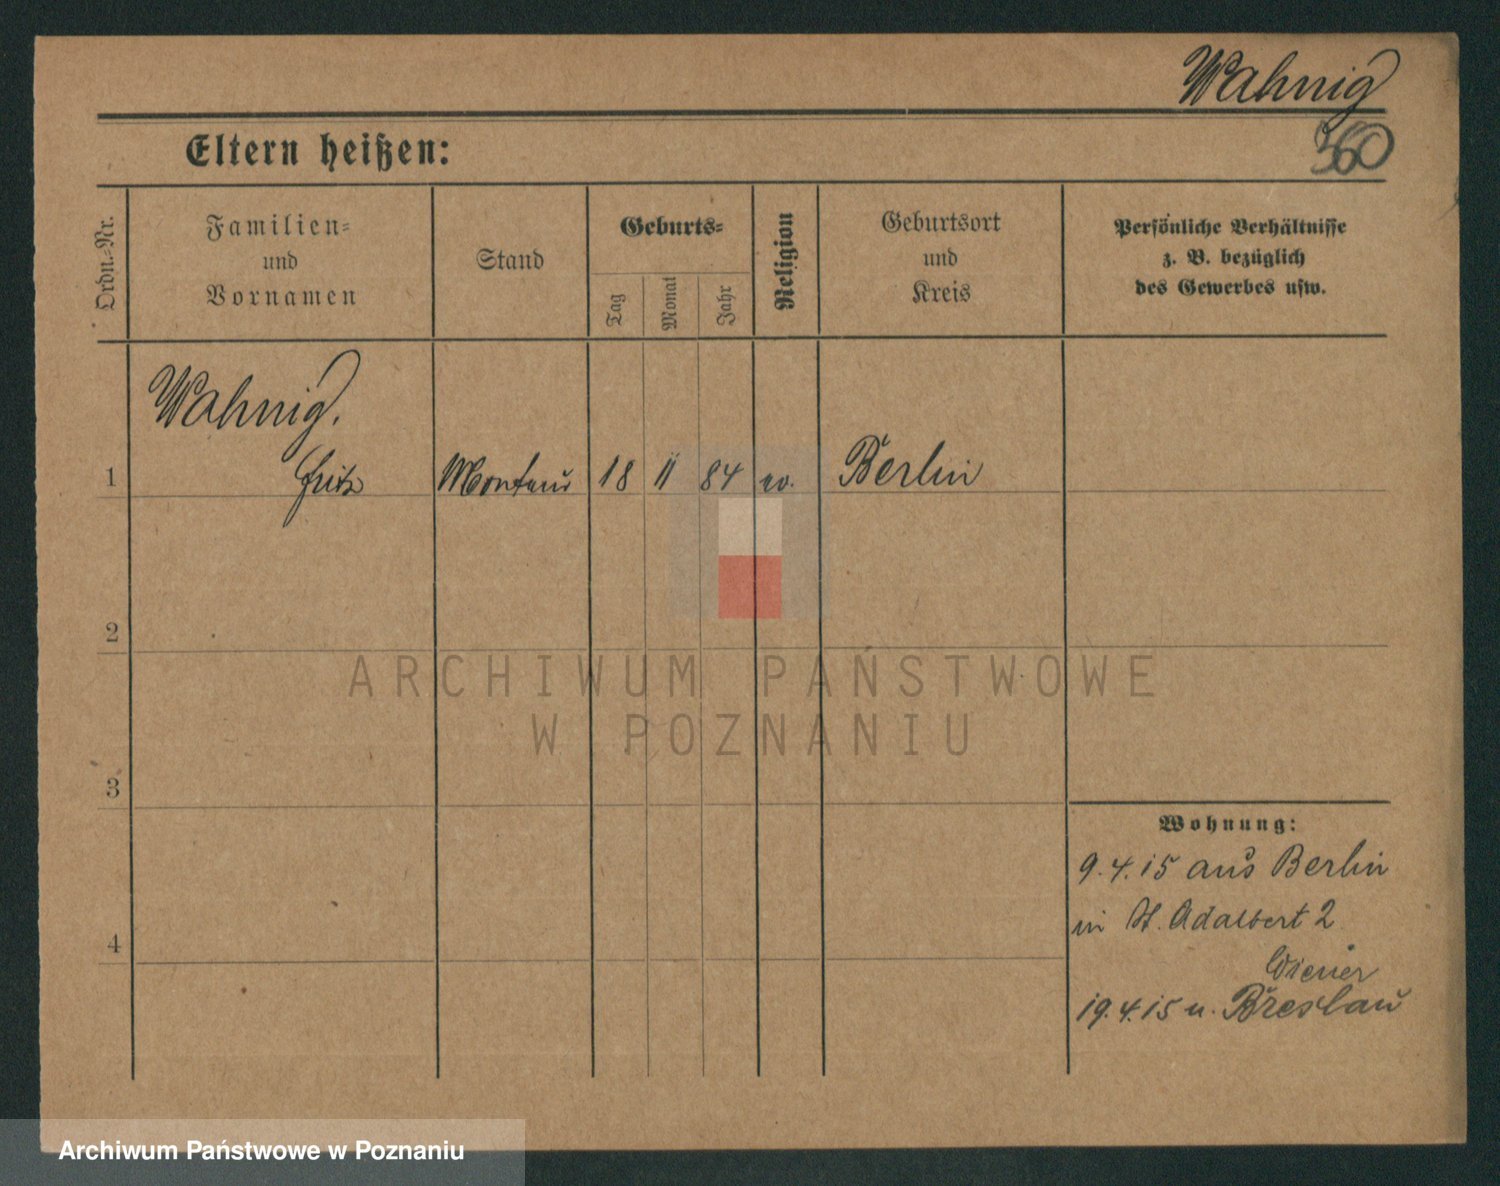 Wahnig
360
Eltern heißen:
Ordn.-Nr.
Familien-
und
Vornamen
Stand
Geburts-
Tag
Monat
Jahr
Religion
Geburtsort
und
Kreis
Persönliche Verhältnisse
z. B. bezüglich
des Gewerbes usw.
Wahnig.
1 Fritz Monteur 18 11 84 ev. Berlin
2
ARCHIWUM PAŃSTWOWE
W POZNANIU
3
Wohnung:
9.4.15 aus Berlin
in St. Adalbert 2
4
Wiener
19.4.15 n. Breslau
Archiwum Państwowe w Poznaniu